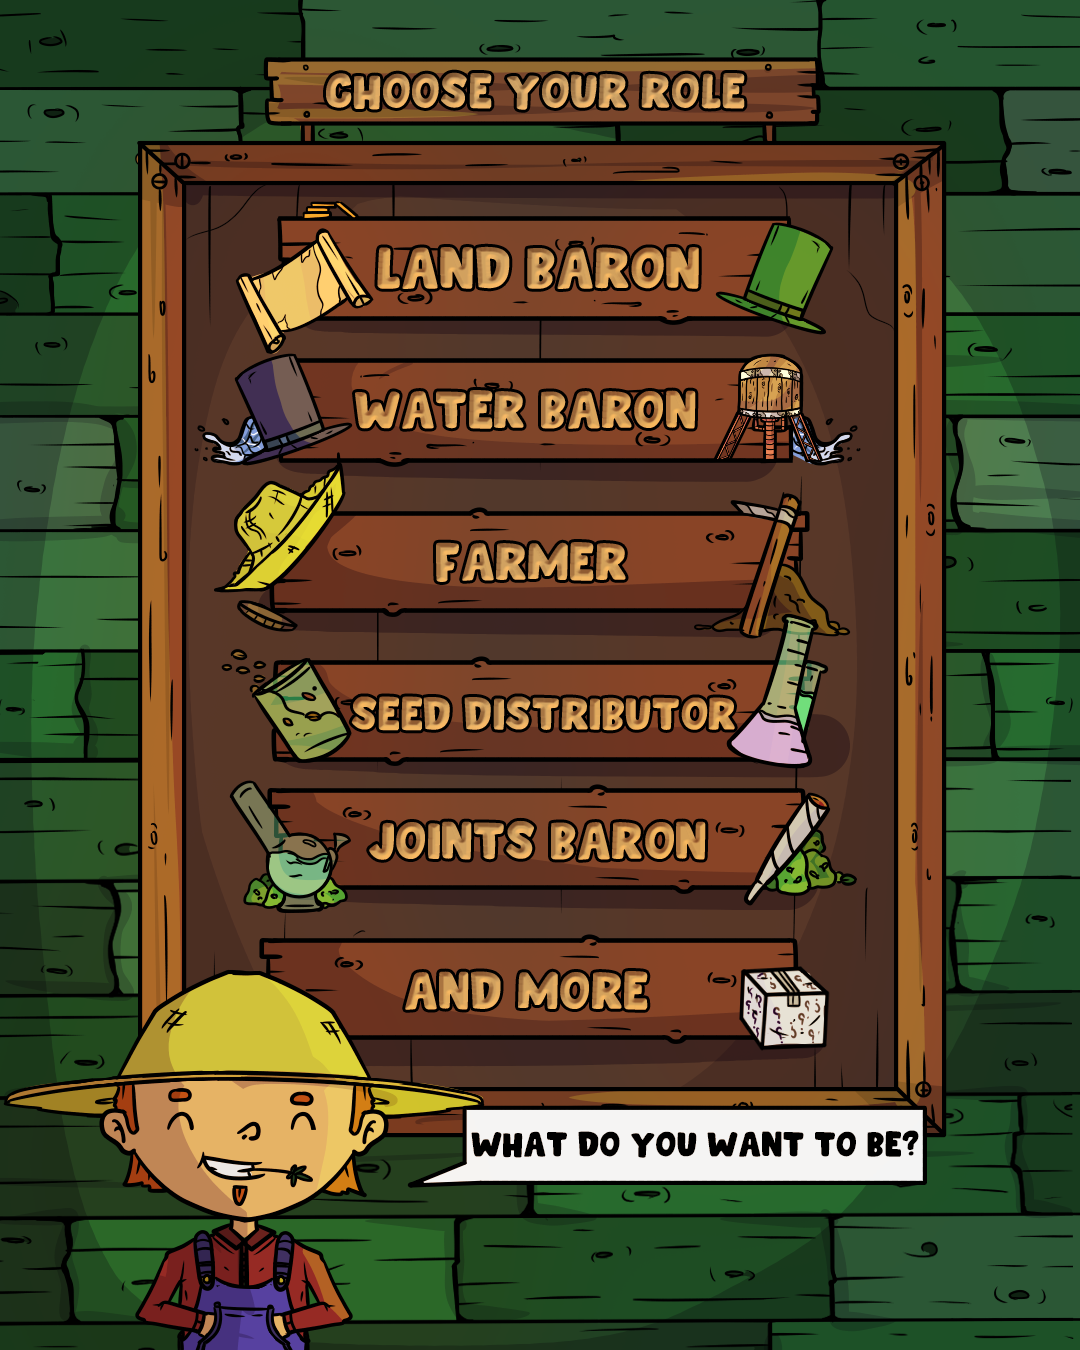 CHOOSE YOUR ROLE
LAND BARON
WATER BARON
FARMER
SEED DISTRIBUTOR
JOINTS BARON
AND MORE
WHAT DO YOU WANT TO BE?